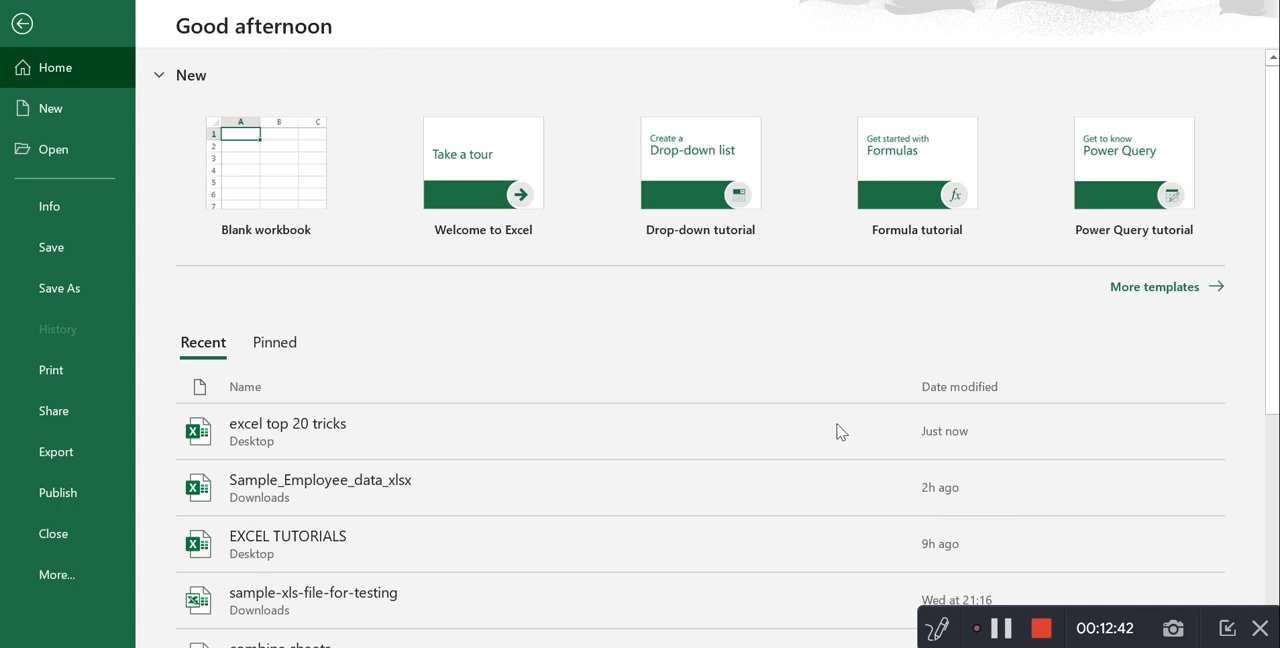 Good afternoon
Home
New
Open
Info
Save
Save As
History
Print
Share
Export
Publish
Close
More...
New
A B C
1
2
3
4
5
6
7
Blank workbook
Take a tour
Welcome to Excel
Create a
Drop-down list
Drop-down tutorial
Get started with
Formulas
fx
Formula tutorial
Get to know
Power Query
Power Query tutorial
More templates
Recent Pinned
Name Date modified
excel top 20 tricks
Desktop
Just now
Sample_Employee_data_xlsx
Downloads
2h ago
EXCEL TUTORIALS
Desktop
9h ago
sample-xls-file-for-testing
Downloads
Wed at 21:16
combine sheets
00:12:42